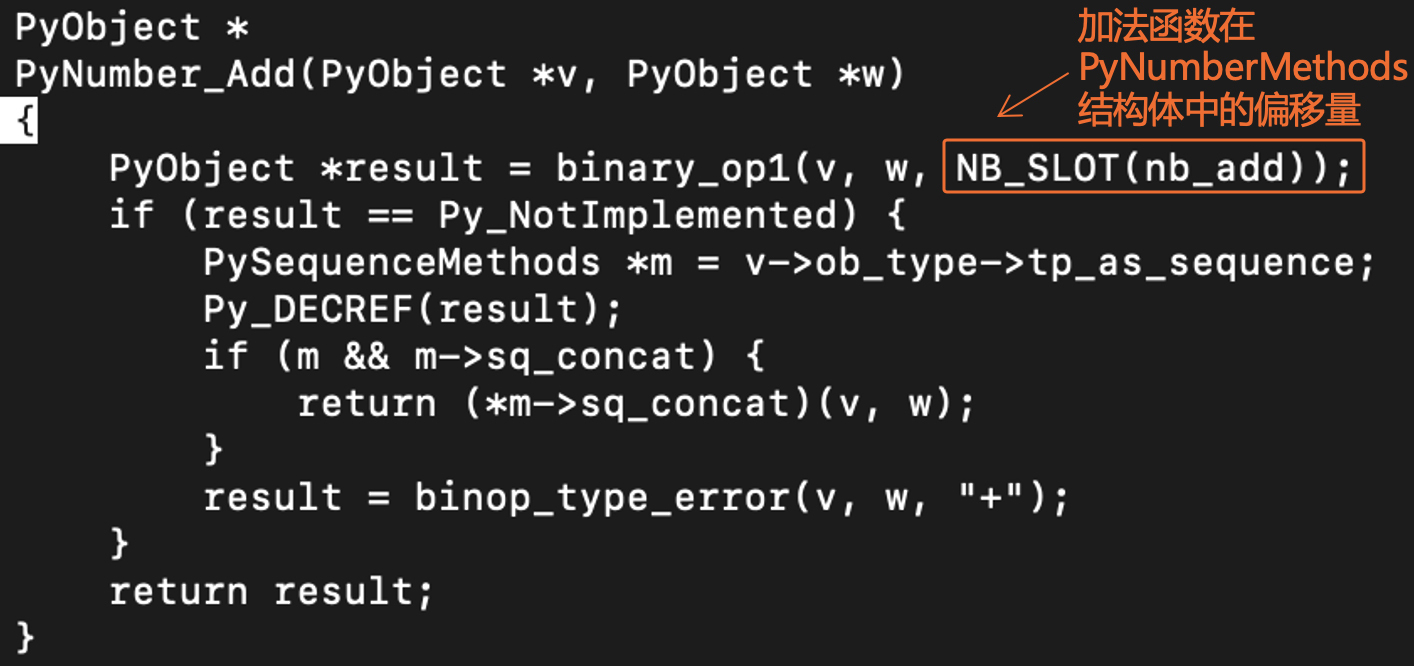 PyObject *
PyNumber_Add(PyObject *v, PyObject *w)
{
    PyObject *result = binary_op1(v, w, NB_SLOT(nb_add));
    if (result == Py_NotImplemented) {
        PySequenceMethods *m = v->ob_type->tp_as_sequence;
        Py_DECREF(result);
        if (m && m->sq_concat) {
            return (*m->sq_concat)(v, w);
        }
        result = binop_type_error(v, w, "+");
    }
    return result;
}
加法函数在
PyNumberMethods
结构体中的偏移量